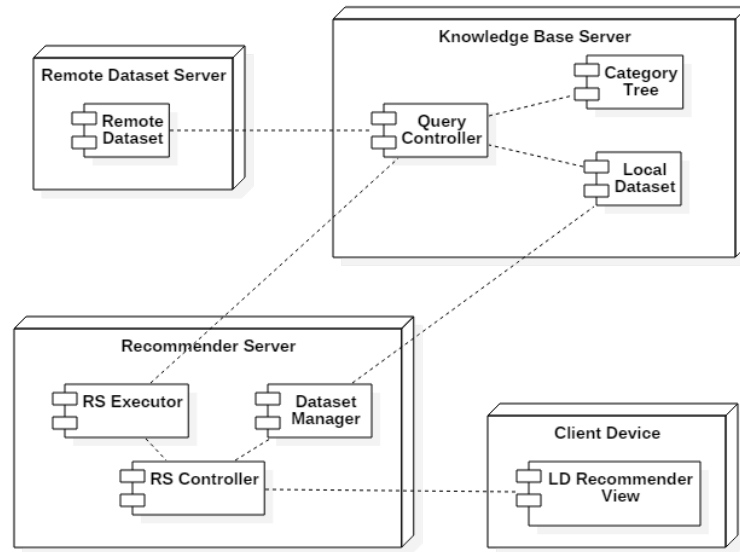 Knowledge Base Server
Remote Dataset Server
Category
Tree
Remote
Dataset
Query
Controller
Local
Dataset
Recommender Server
RS Executor
Dataset
Manager
RS Controller
Client Device
LD Recommender
View